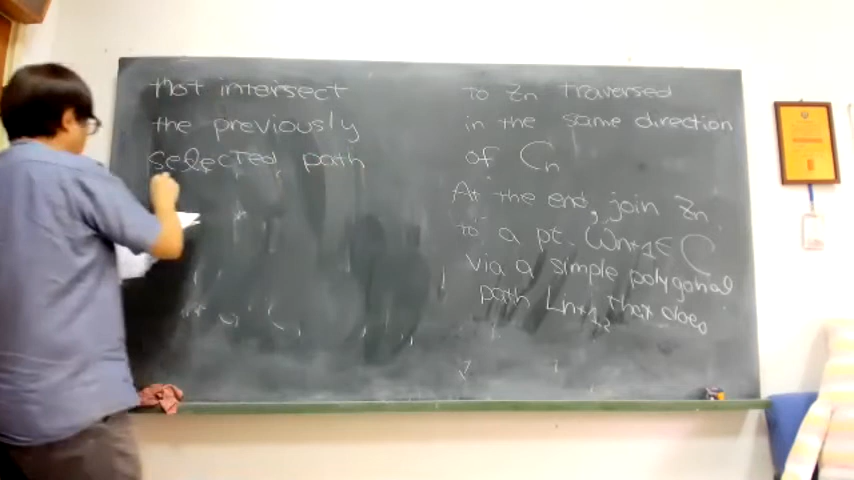 not intersect
the previously
selected path
to Zn traversed
in the same direction
of Cn
At the end, join Zn
to a pt. Wn+1 ∈ C
via a simple polygonal
path Ln+1, that does